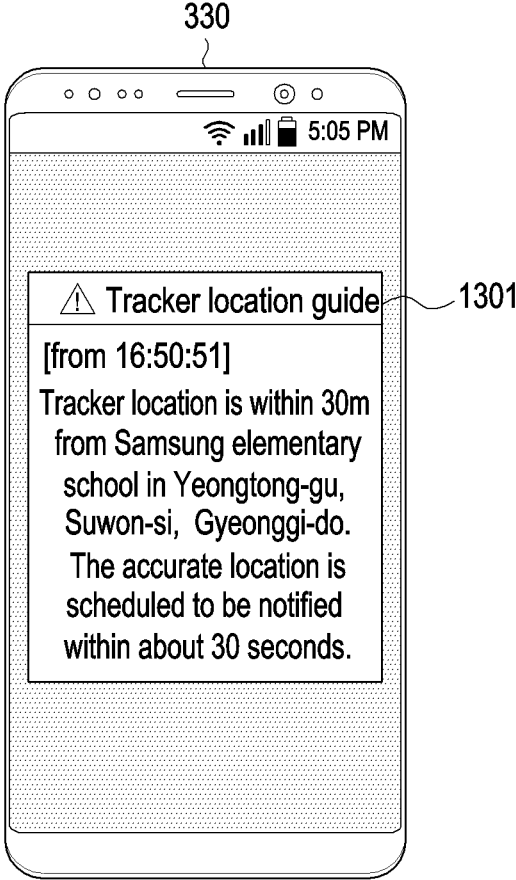 330
5:05 PM
Tracker location guide
1301
[from 16:50:51]
Tracker location is within 30m
from Samsung elementary
school in Yeongtong-gu,
Suwon-si, Gyeonggi-do.
The accurate location is
scheduled to be notified
within about 30 seconds.